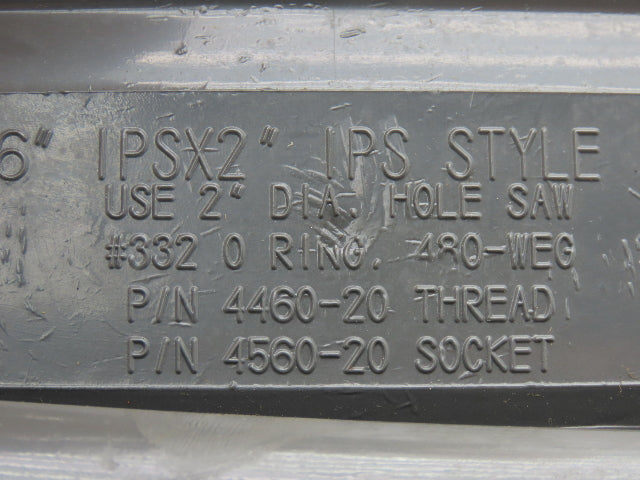 6" IPSX2" IPS STYLE
USE 2" DIA. HOLE SAW
#332 O RING. 480-WEG
P/N 4460-20 THREAD
P/N 4560-20 SOCKET